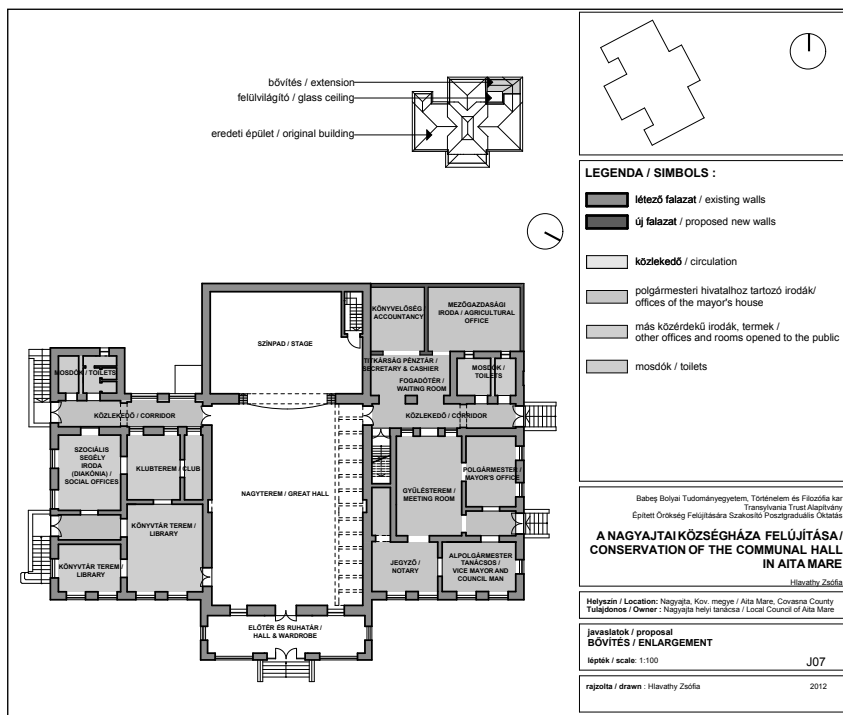 bővítés / extension
felülvilágító / glass ceiling
eredeti épület / original building
LEGENDA / SIMBOLS :
létező falazat / existing walls
új falazat / proposed new walls
közlekedő / circulation
polgármesteri hivatalhoz tartozó irodák/
offices of the mayor's house
más közérdekű irodák, termek /
other offices and rooms opened to the public
mosdók / toilets
KÖNYVELŐSÉG
ACCOUNTANCY
MEZŐGAZDASÁGI
IRODA / AGRICULTURAL
OFFICE
SZÍNPAD / STAGE
TITKÁRSÁG PÉNZTÁR /
SECRETARY & CASHIER
MOSDÓK /
TOILETS
FOGADÓTÉR /
WAITING ROOM
MOSDÓK / TOILETS
KÖZLEKEDŐ / CORRIDOR
KÖZLEKEDŐ / CORRIDOR
SZOCIÁLIS
SEGÉLY
IRODA
(DIAKÓNIA) /
SOCIAL OFFICES
KLUBTEREM / CLUB
NAGYTEREM / GREAT HALL
GYŰLÉSTEREM /
MEETING ROOM
POLGÁRMESTER /
MAYOR'S OFFICE
KÖNYVTÁR TEREM /
LIBRARY
KÖNYVTÁR TEREM /
LIBRARY
JEGYZŐ /
NOTARY
ALPOLGÁRMESTER
TANÁCSOS /
VICE MAYOR AND
COUNCIL MAN
ELŐTÉR ÉS RUHATÁR /
HALL & WARDROBE
Babeş Bolyai Tudományegyetem, Történelem és Filozófia kar
Transylvania Trust Alapítvány
Épített Örökség Felújítására Szakosító Posztgraduális Oktatás
A NAGYAJTAI KÖZSÉGHÁZA FELÚJÍTÁSA /
CONSERVATION OF THE COMMUNAL HALL
IN AITA MARE
Hlavathy Zsófia
Helyszín / Location: Nagyajta, Kov. megye / Aita Mare, Covasna County
Tulajdonos / Owner : Nagyajta helyi tanácsa / Local Council of Aita Mare
javaslatok / proposal
BŐVÍTÉS / ENLARGEMENT
lépték / scale: 1:100 J07
rajzolta / drawn : Hlavathy Zsófia 2012